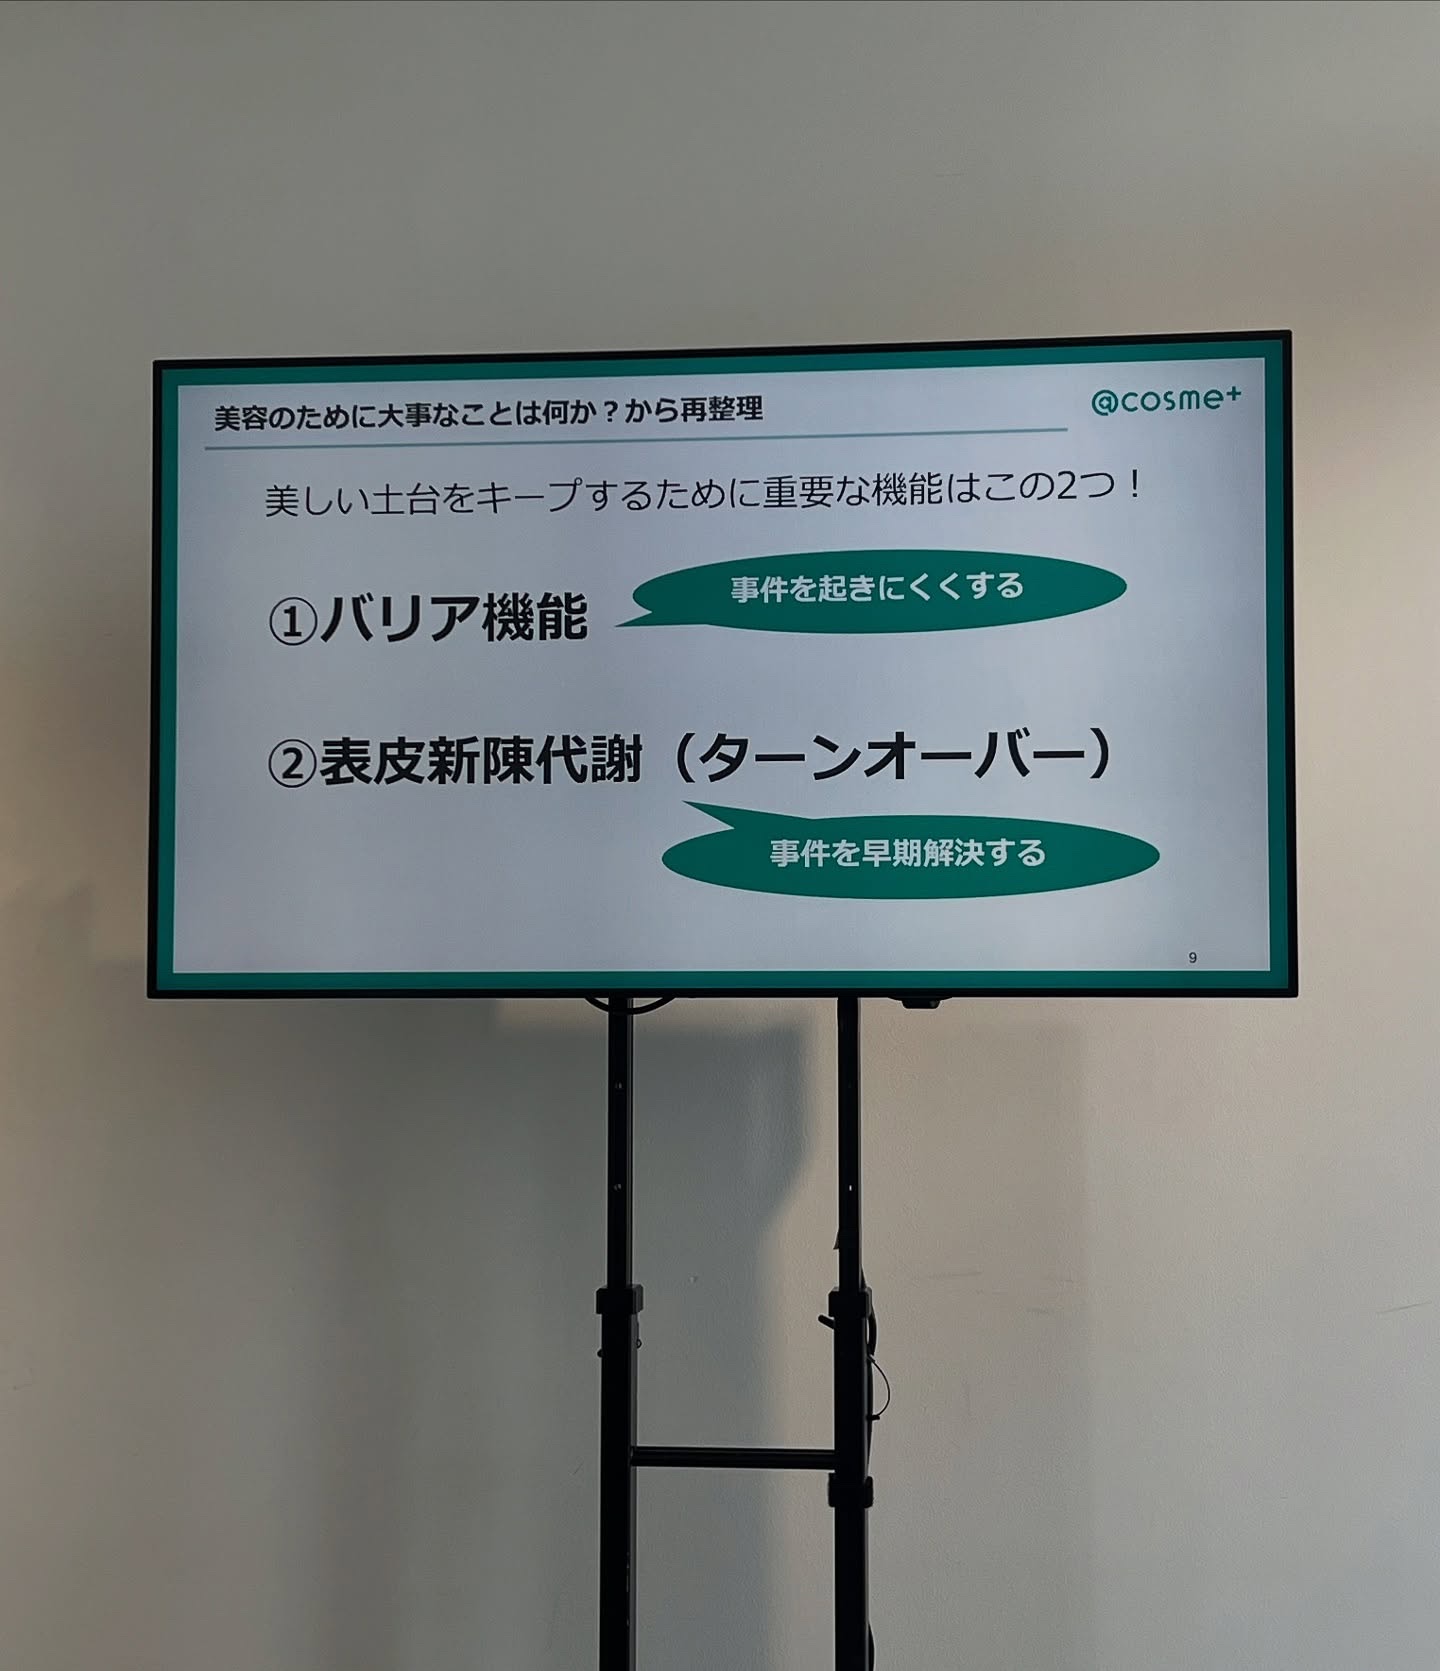 美容のために大事なことは何か？から再整理
@cosme+
美しい土台をキープするために重要な機能はこの2つ！
①バリア機能
事件を起きにくくする
②表皮新陳代謝（ターンオーバー）
事件を早期解決する
9